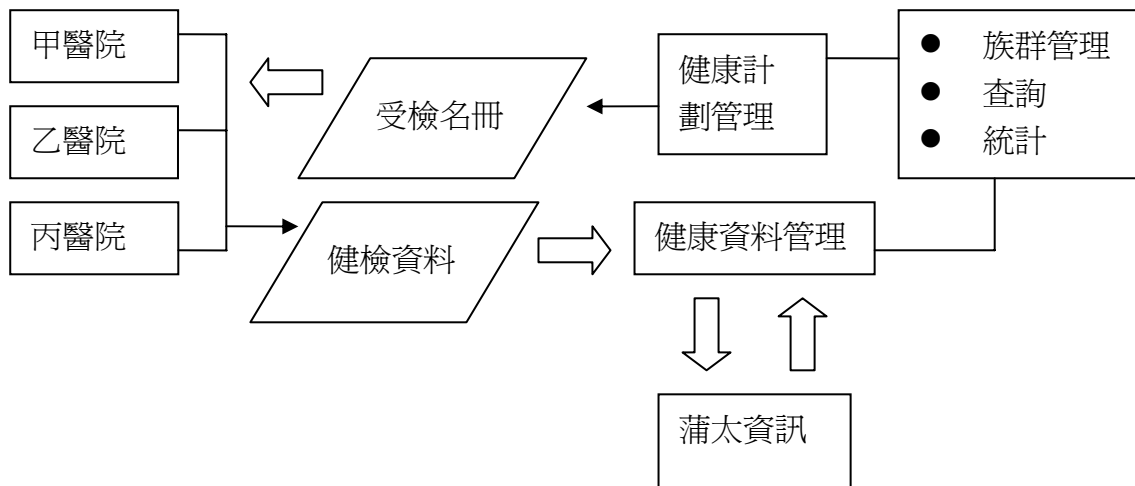 甲醫院
乙醫院
丙醫院
受檢名冊
健檢資料
健康計
劃管理
● 族群管理
● 查詢
● 統計
健康資料管理
蒲太資訊